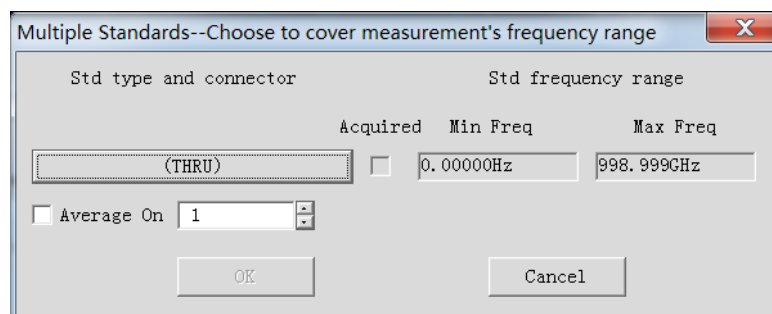 Multiple Standards--Choose to cover measurement's frequency range
Std type and connector Std frequency range
Acquired Min Freq Max Freq
(THRU) 0.00000Hz 998.999GHz
Average On 1
OK Cancel